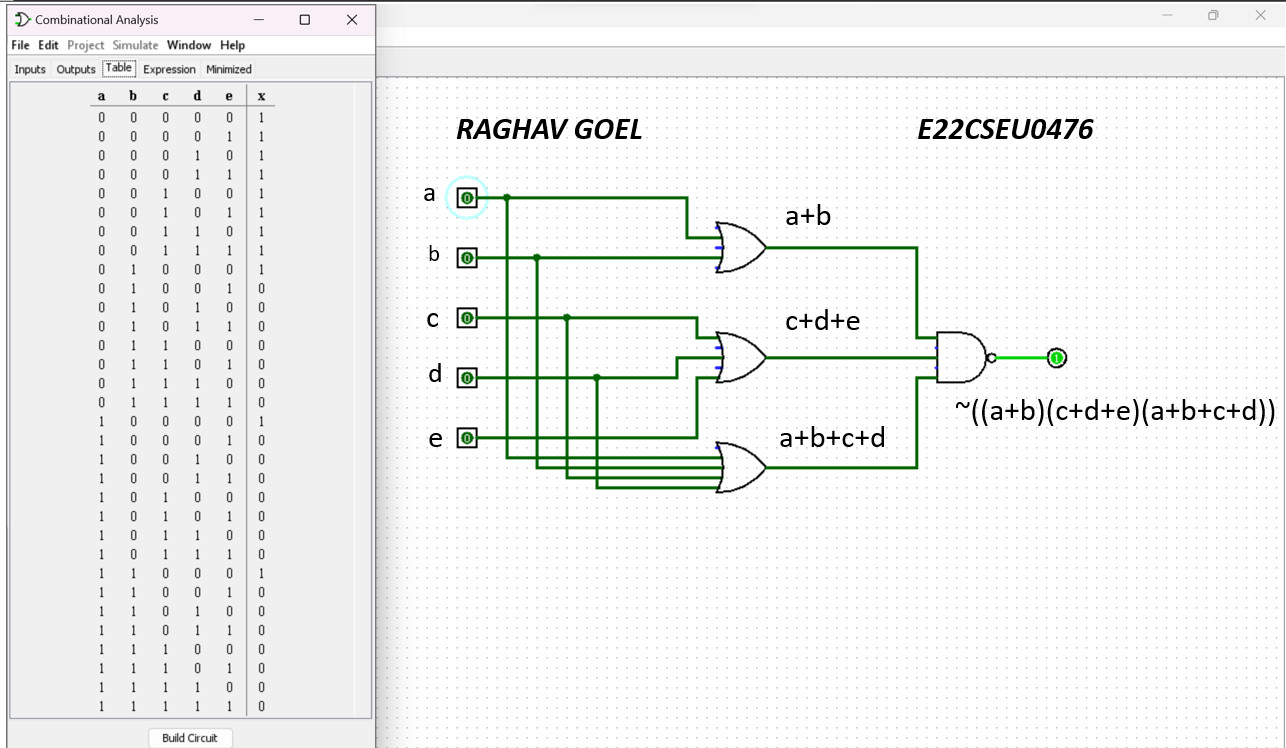 Combinational Analysis
File Edit Project Simulate Window Help
Inputs Outputs Table Expression Minimized
a b c d e x
0 0 0 0 0 1
0 0 0 0 1 1
0 0 0 1 0 1
0 0 0 1 1 1
0 0 1 0 0 1
0 0 1 0 1 1
0 0 1 1 0 1
0 0 1 1 1 1
0 1 0 0 0 1
0 1 0 0 1 0
0 1 0 1 0 0
0 1 0 1 1 0
0 1 1 0 0 0
0 1 1 0 1 0
0 1 1 1 0 0
0 1 1 1 1 0
1 0 0 0 0 1
1 0 0 0 1 0
1 0 0 1 0 0
1 0 0 1 1 0
1 0 1 0 0 0
1 0 1 0 1 0
1 0 1 1 0 0
1 0 1 1 1 0
1 1 0 0 0 1
1 1 0 0 1 0
1 1 0 1 0 0
1 1 0 1 1 0
1 1 1 0 0 0
1 1 1 0 1 0
1 1 1 1 0 0
1 1 1 1 1 0
Build Circuit
RAGHAV GOEL E22CSEU0476
a 0
a+b
b 0
c 0
c+d+e
1
d 0
~((a+b)(c+d+e)(a+b+c+d))
e 0
a+b+c+d